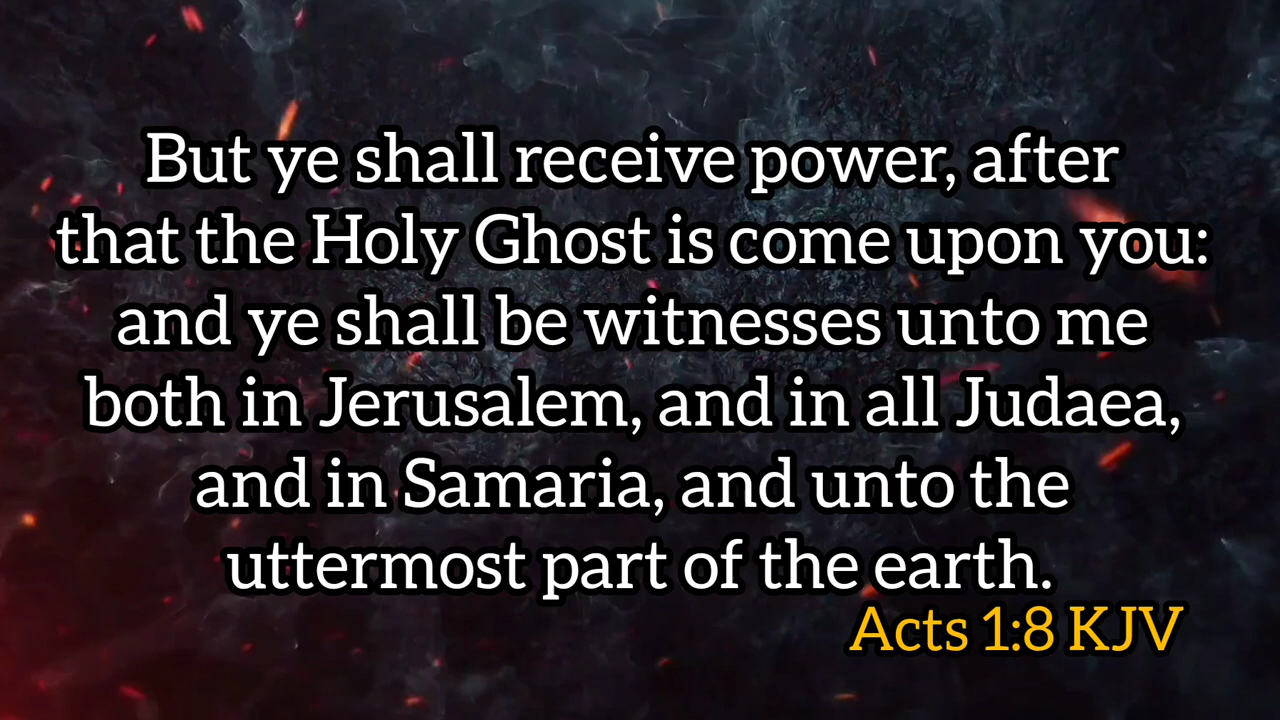 But ye shall receive power, after
that the Holy Ghost is come upon you:
and ye shall be witnesses unto me
both in Jerusalem, and in all Judaea,
and in Samaria, and unto the
uttermost part of the earth.
Acts 1:8 KJV